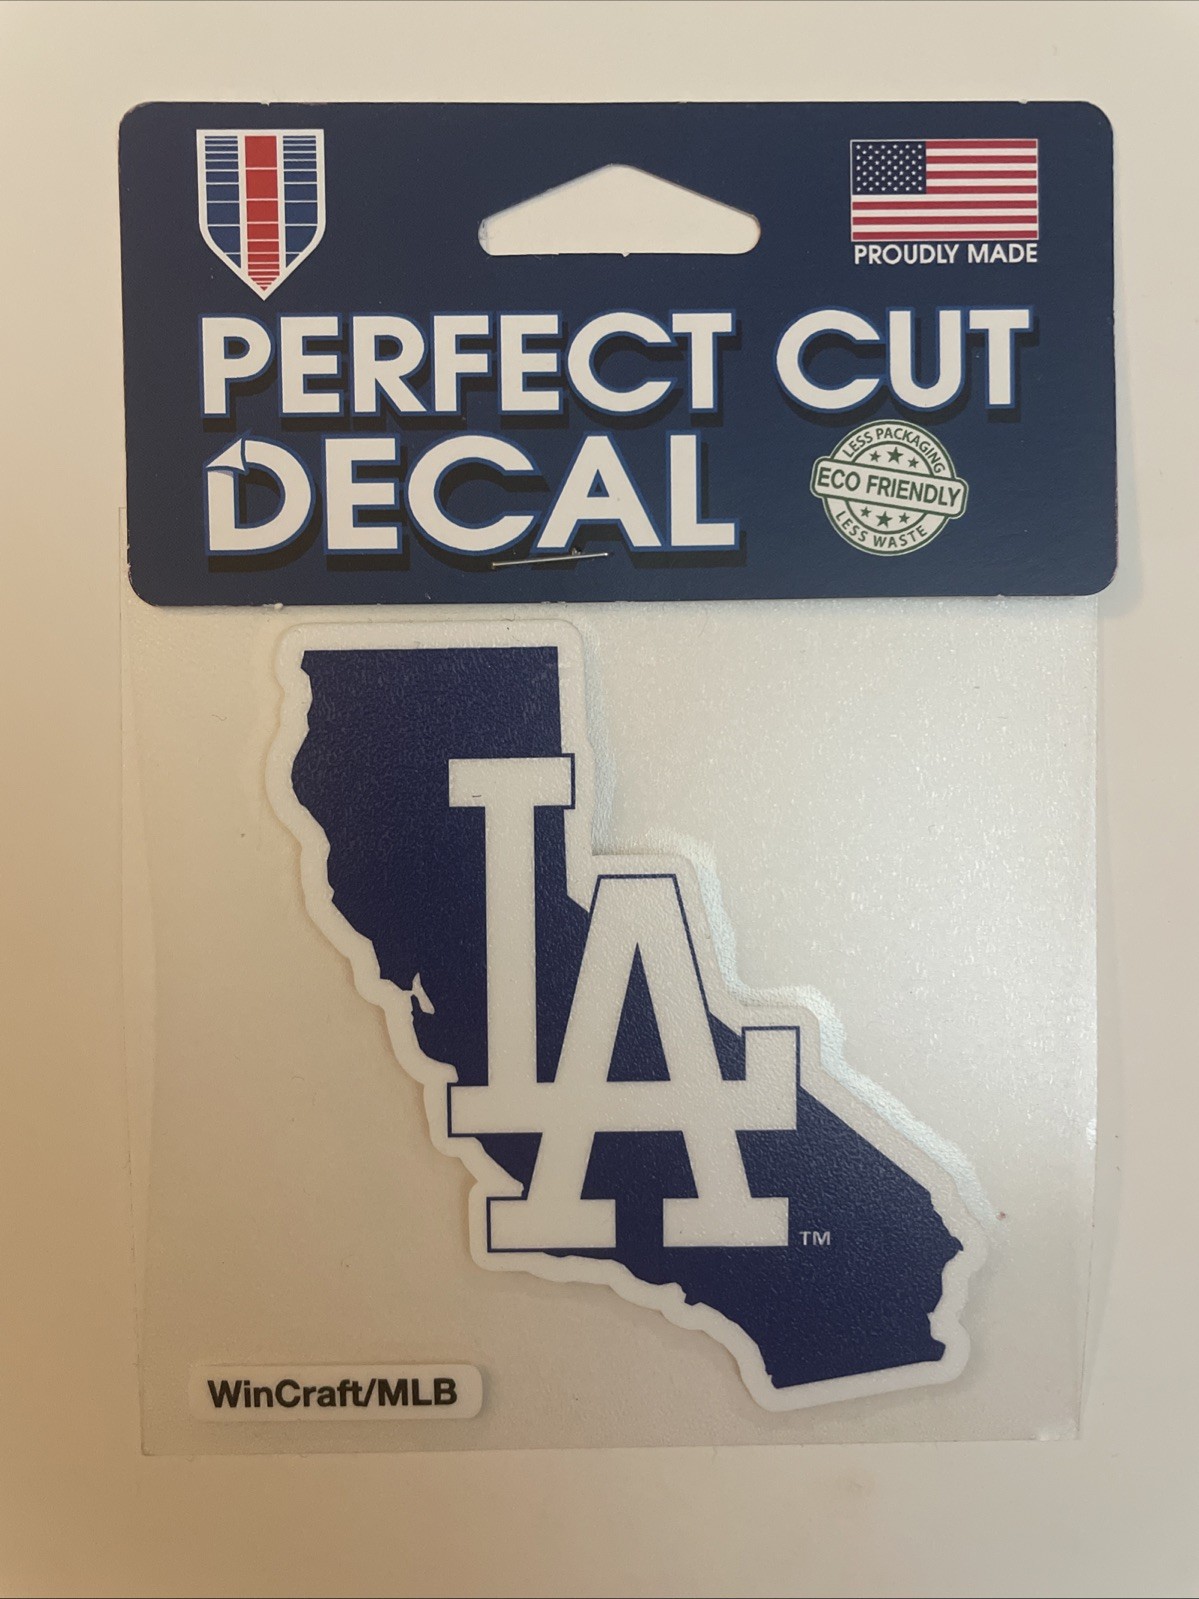 PROUDLY MADE
PERFECT CUT
DECAL
LESS PACKAGING
ECO FRIENDLY
LESS WASTE
LA
TM
WinCraft/MLB